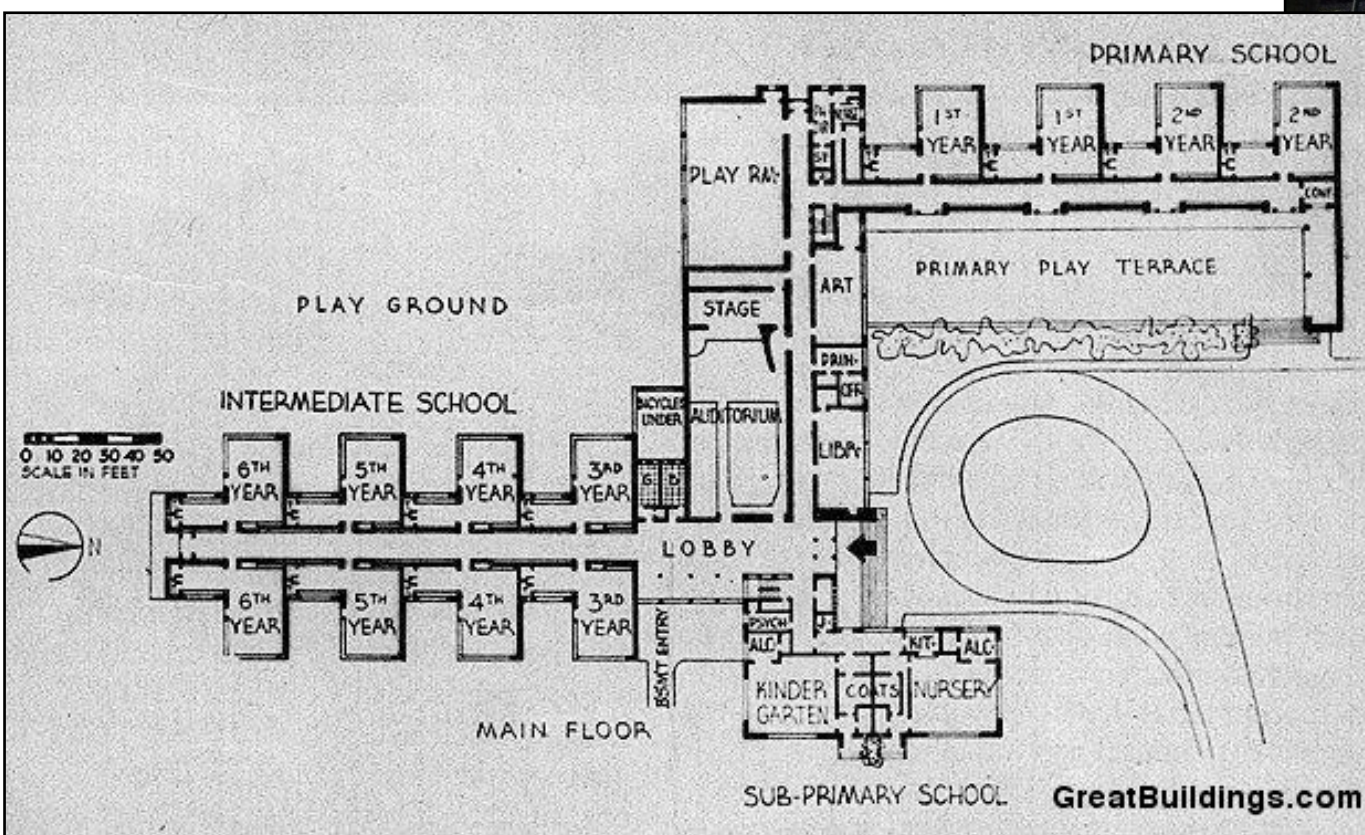 PRIMARY SCHOOL
1ST
YEAR
1ST
YEAR
2ND
YEAR
2ND
YEAR
PLAY RM.
CONF.
PRIMARY PLAY TERRACE
ART
PLAY GROUND
STAGE
PRIN.
OFF.
INTERMEDIATE SCHOOL
BICYCLES
UNDER
AUDITORIUM
LIBRY
0 10 20 30 40 50
SCALE IN FEET
6TH
YEAR
5TH
YEAR
4TH
YEAR
3RD
YEAR
G
B
N
LOBBY
6TH
YEAR
5TH
YEAR
4TH
YEAR
3RD
YEAR
BSM'T ENTRY
PSYCH
J.
ALC.
KIT.
ALC.
KINDER
GARTEN
COATS
NURSERY
MAIN FLOOR
SUB-PRIMARY SCHOOL
GreatBuildings.com